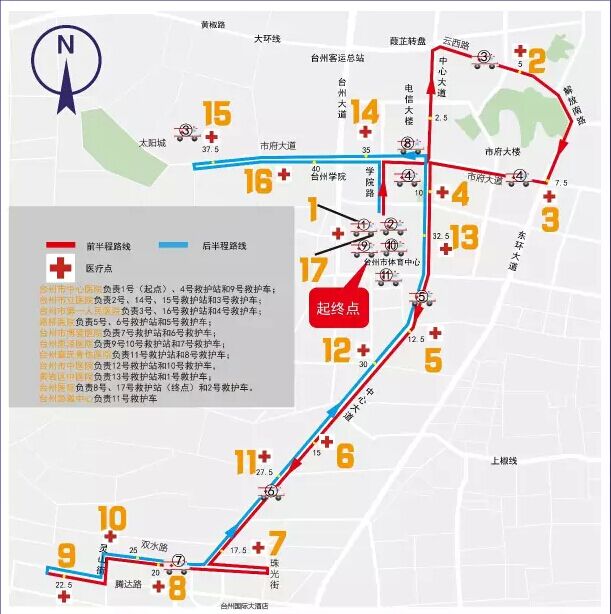 N
黄椒路
大环线
台州客运总站
葭芷转盘
云西路
③
2
5
解放南路
中心大道
电信大楼
台州大道
2.5
15
14
③
太阳城
37.5
市府大道
35
⑧
市府大楼
40
台州学院
16
学院路
④
10
4
市府大道
④
7.5
3
东环大道
1
①
②
⑨
⑩
17
台州市体育中心
⑪
起终点
32.5
13
⑤
12.5
5
前半程路线
后半程路线
医疗点
台州市中心医院负责1号（起点）、4号救护站和9号救护车；
台州市立医院负责2号、14号、15号救护站和3号救护车；
台州市第一人民医院负责3号、16号救护站和4号救护车；
路桥医院负责5号、6号救护站和5号救护车；
台州市博爱医院负责7号救护站和6号救护车；
负责9号10号救护站和7号救护车；
负责11号救护站和8号救护车；
台州市中医院负责12号救护站和10号救护车。
黄岩区中医院负责13号救护站和1号救护车；
台州医院负责8号、17号救护站（终点）和2号救护车。
台州急救中心负责11号救护车
12
30
中心大道
6
15
上椒线
11
27.5
⑥
10
灵山街
双水路
25
⑦
17.5
7
珠光街
9
22.5
腾达路
20
8
台州国际大酒店